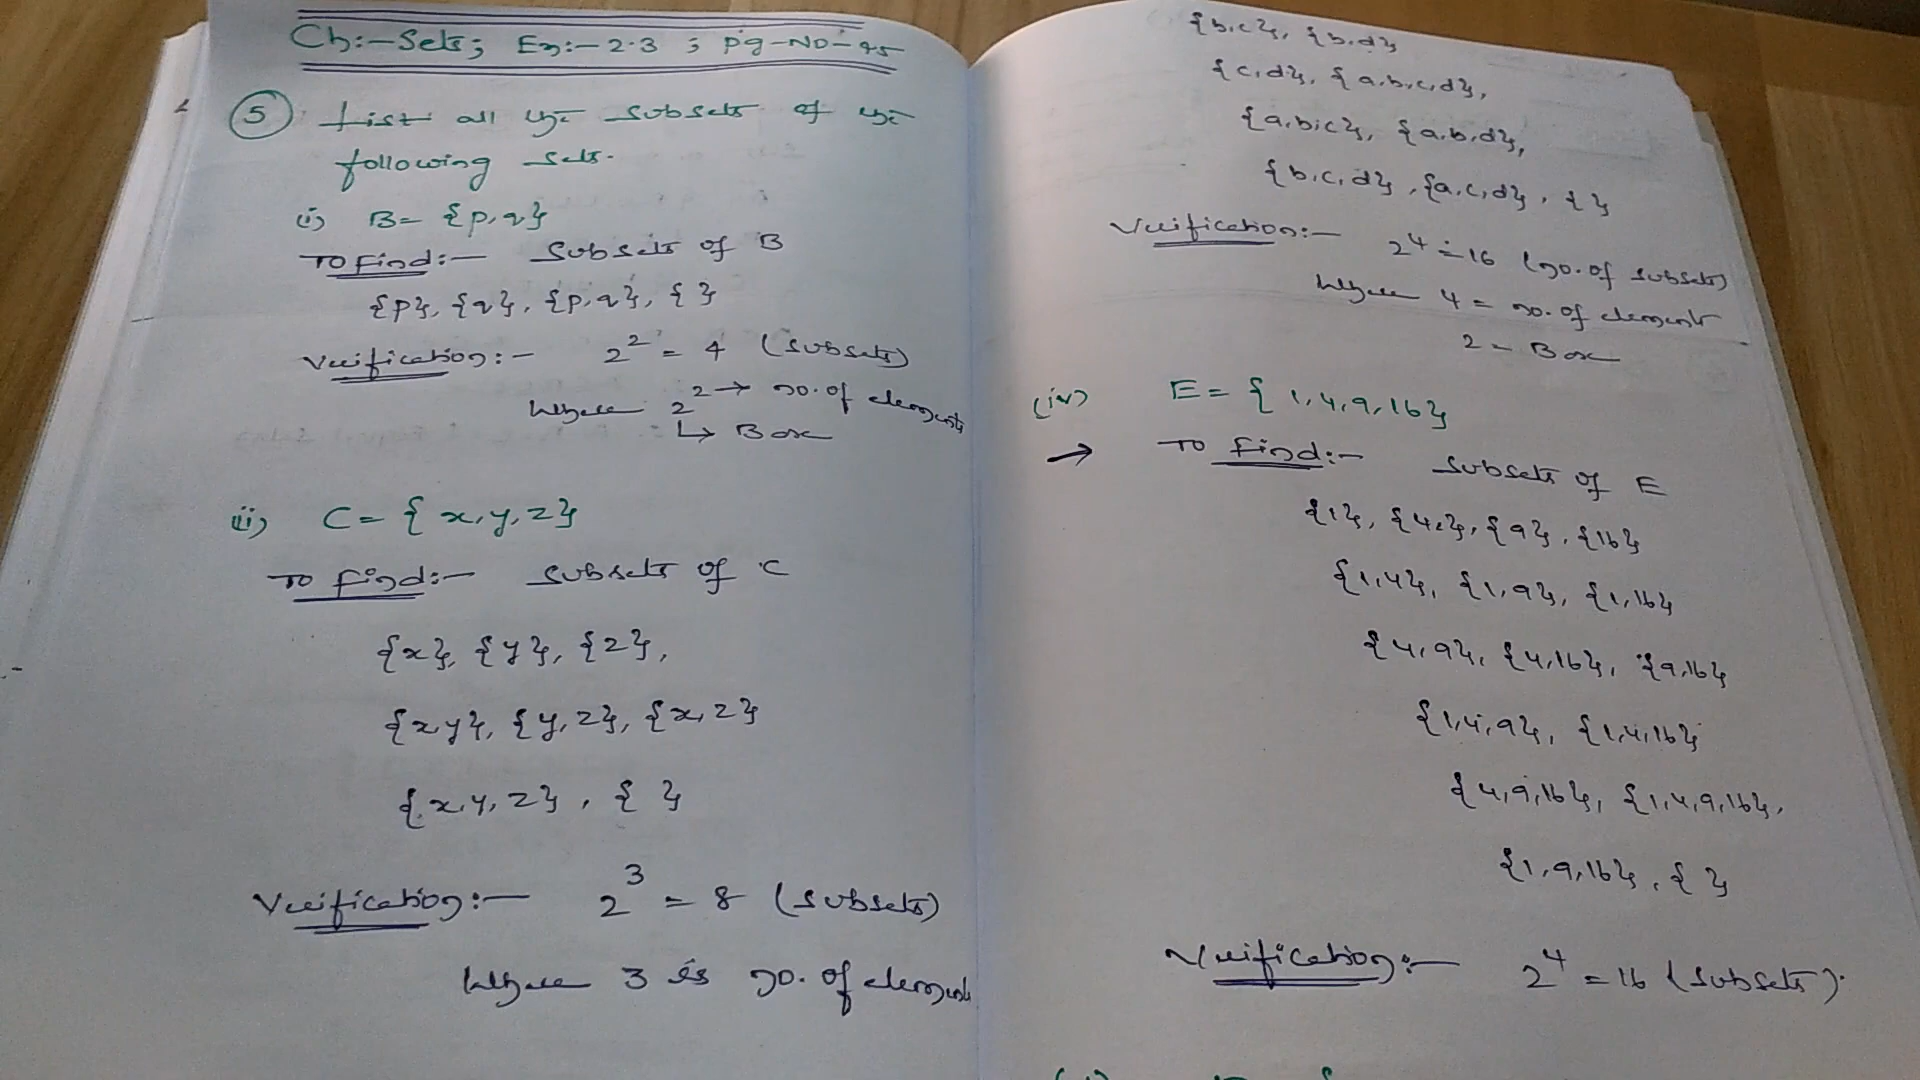 Ch:- Sets; Ex:- 2.3 ; Pg-No- 45
5 List all the subsets of the
following sets.
(i) B= {p,q}
To Find:- Subsets of B
{p}, {q}, {p,q}, { }
Verification:- 2² = 4 (subsets)
Where 2² → no. of elements
↳ Base
(ii) C= { x,y,z}
To find:- Subsets of C
{x}, {y}, {z},
{x y}, {y,z}, {x,z}
{x,y,z}, { }
Verification:- 2³ = 8 (subsets)
Where 3 is no. of elements
{b,c}, {b,d}
{c,d}, {a,b,c,d},
{a,b,c}, {a,b,d},
{b,c,d}, {a,c,d}, { }
Verification:- 2⁴ = 16 (no. of subsets)
Where 4 = no. of elements
2 = Base
(iv) E= { 1,4,9,16}
→ To Find:- Subsets of E
{1}, {4}, {9}, {16}
{1,4}, {1,9}, {1,16}
{4,9}, {4,16}, {9,16}
{1,4,9}, {1,4,16}
{4,9,16}, {1,4,9,16},
{1,9,16}, { }
Verification:- 2⁴ = 16 (subsets).